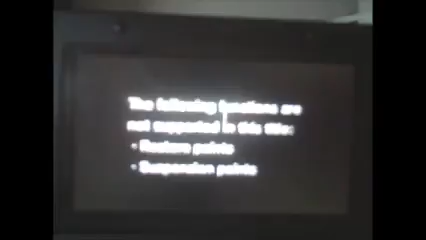 The following functions are
not supported in this title:
· Restore points
· Suspension points